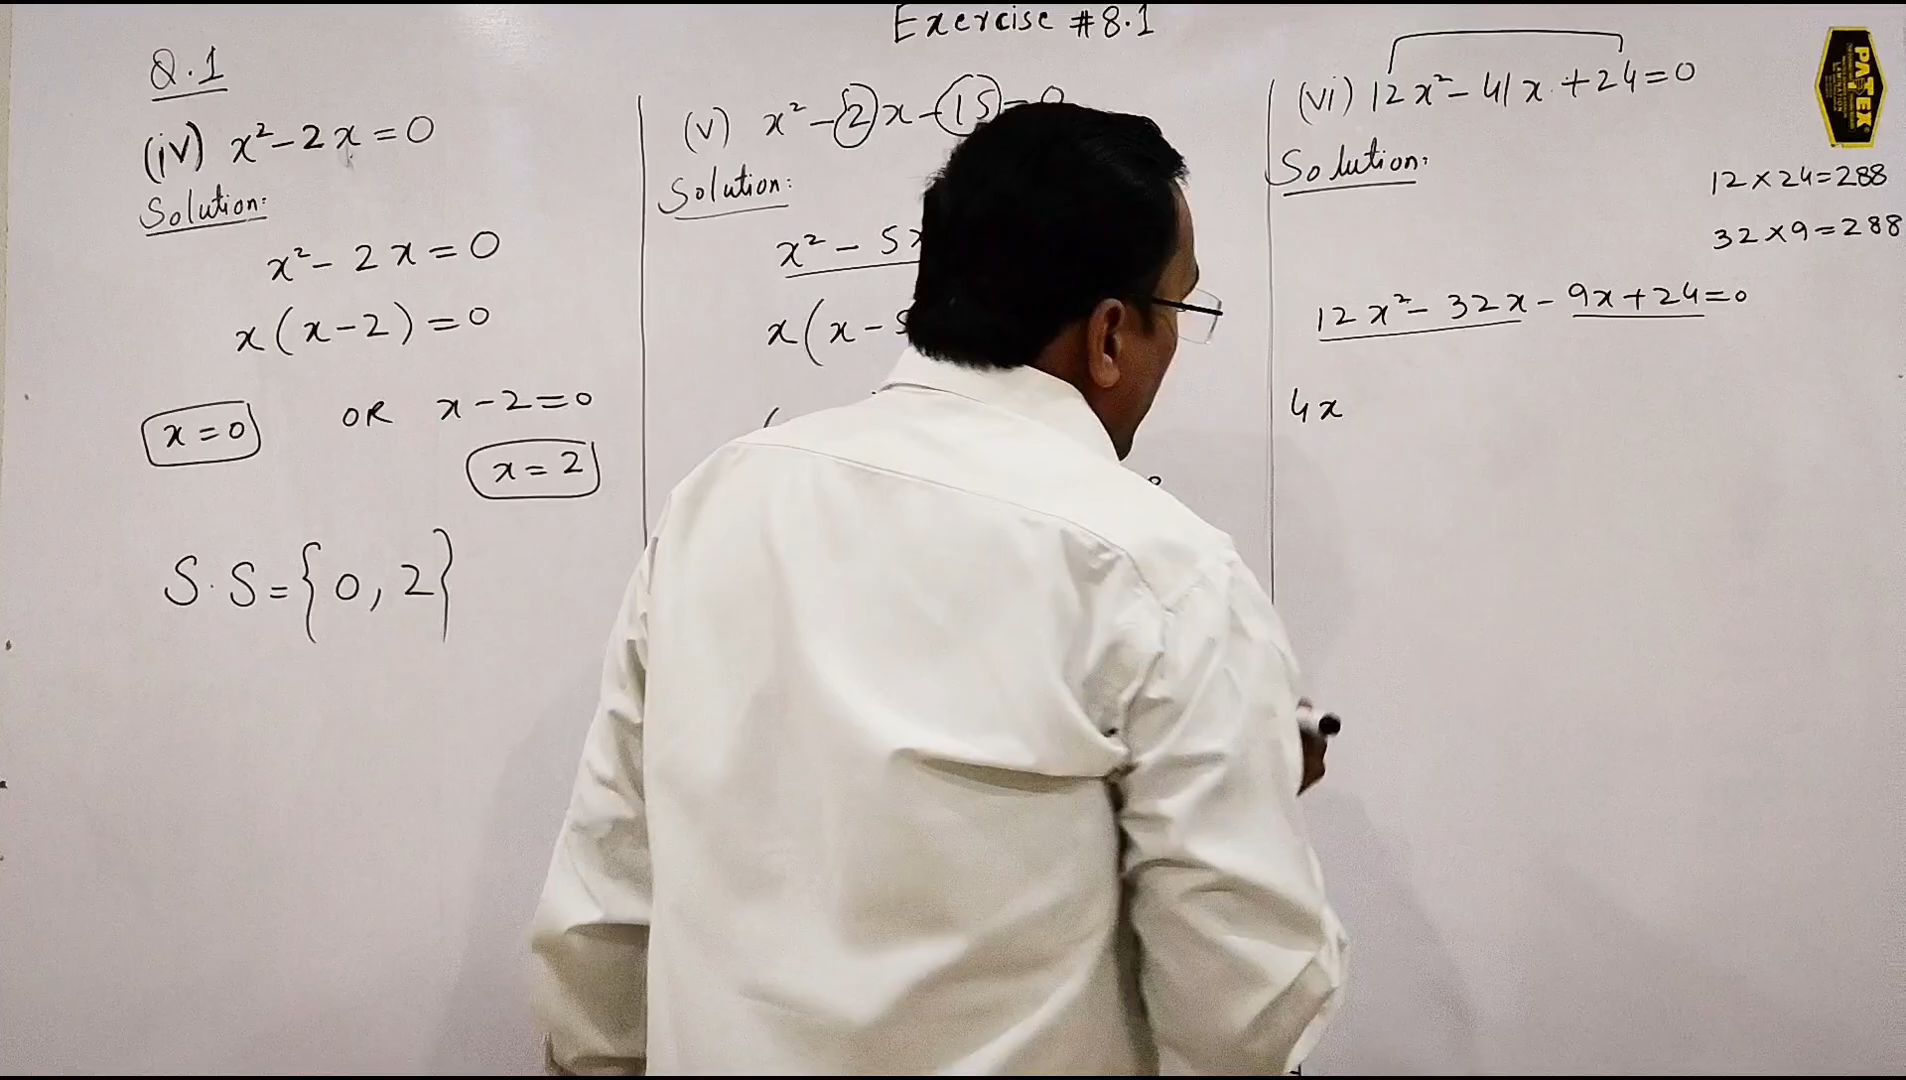 Exercise #8.1
Q.1
(iv) x²-2x=0
Solution:
x²-2x=0
x(x-2)=0
x=0 OR x-2=0
x=2
S.S={0,2}
(v) x²-2x-15=0
Solution:
x²-5x
x(x-5
(vi) 12x²-41x+24=0
Solution:
12×24=288
32×9=288
12x²-32x-9x+24=0
4x
PATEX
LAMINATION